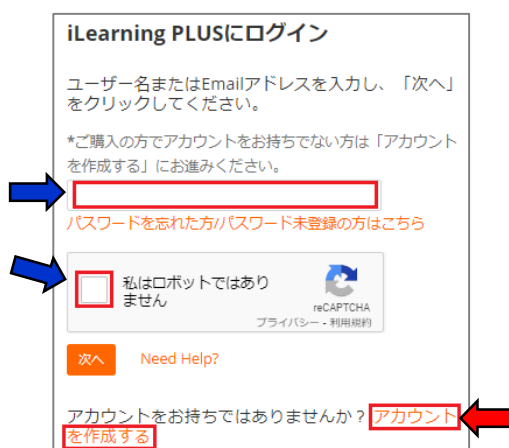 iLearning PLUSにログイン
ユーザー名またはEmailアドレスを入力し、「次へ」
をクリックしてください。
*ご購入の方でアカウントをお持ちでない方は「アカウント
を作成する」にお進みください。
パスワードを忘れた方/パスワード未登録の方はこちら
私はロボットではあり
ません
reCAPTCHA
プライバシー - 利用規約
次へ Need Help?
アカウントをお持ちではありませんか？アカウント
を作成する